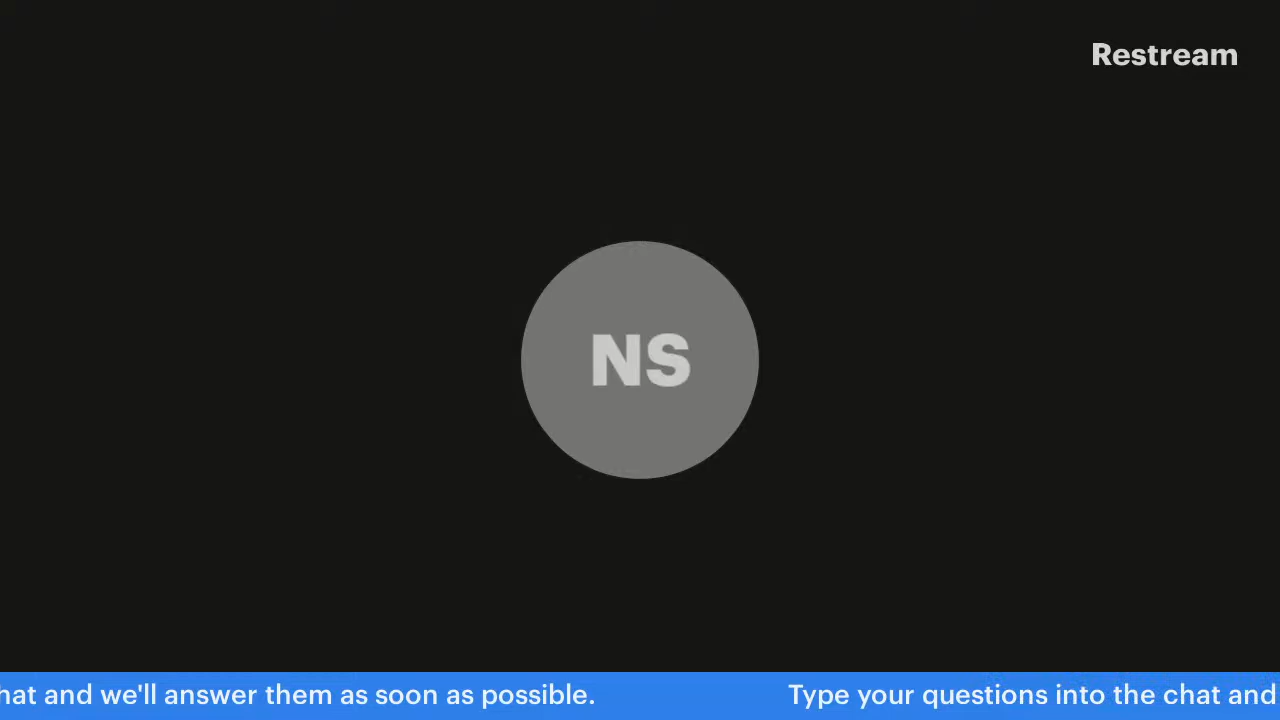 Restream
NS
hat and we'll answer them as soon as possible. Type your questions into the chat and